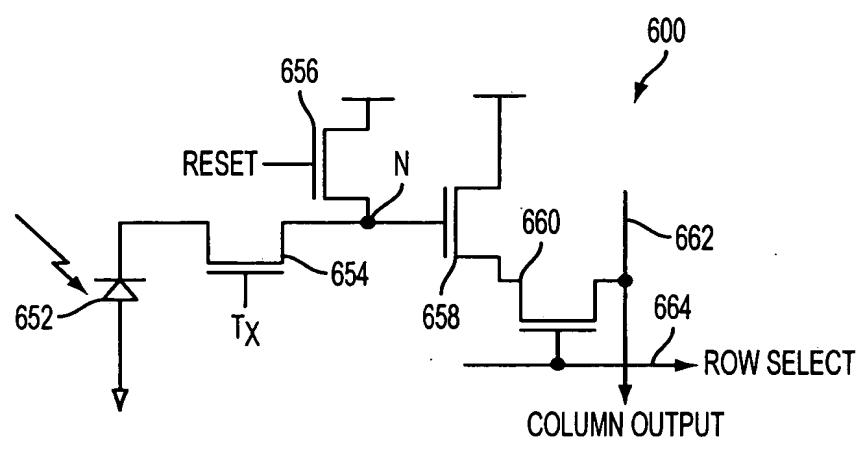 600
656
RESET
N
660
662
654
652
TX
658
664
ROW SELECT
COLUMN OUTPUT